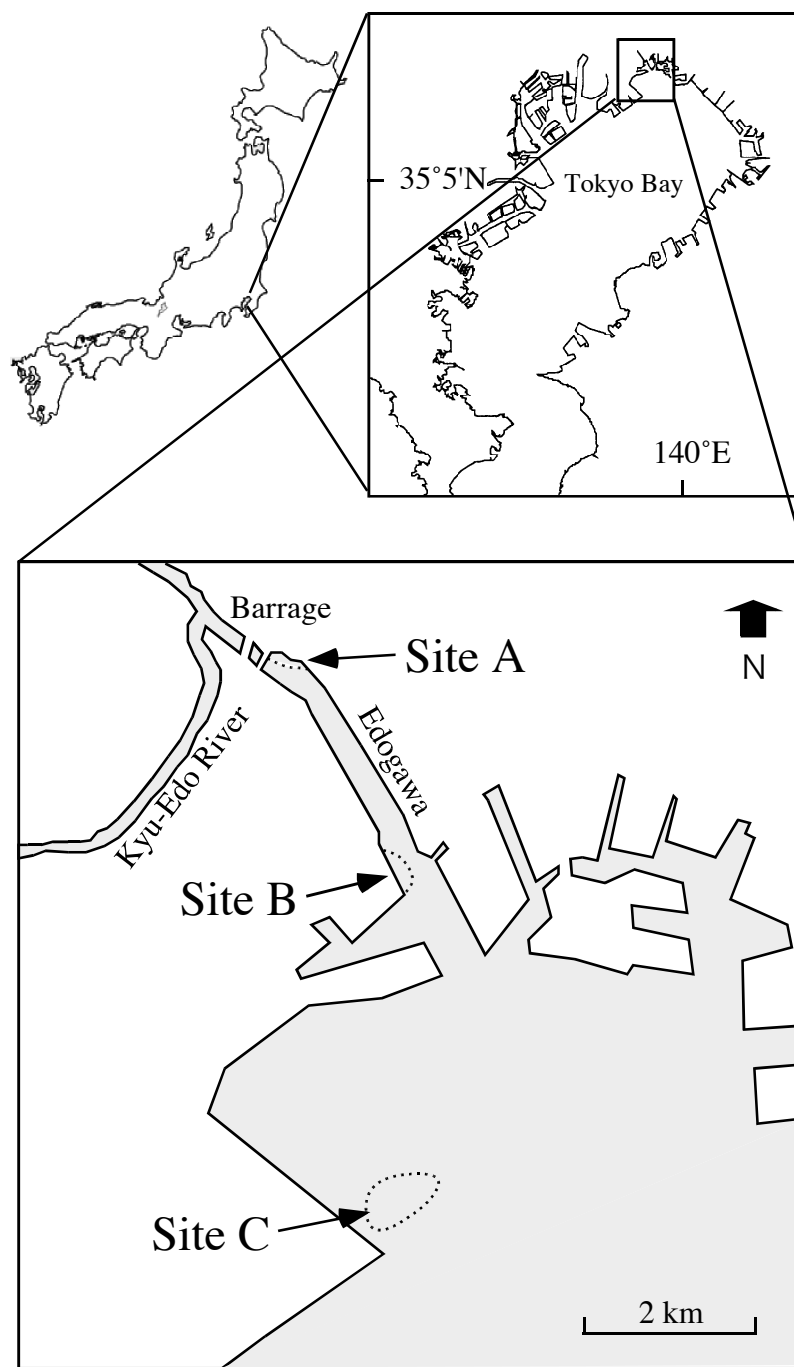 35˚5'N
Tokyo Bay
140˚E
Barrage
Site A
N
Edogawa
Kyu-Edo River
Site B
Site C
2 km